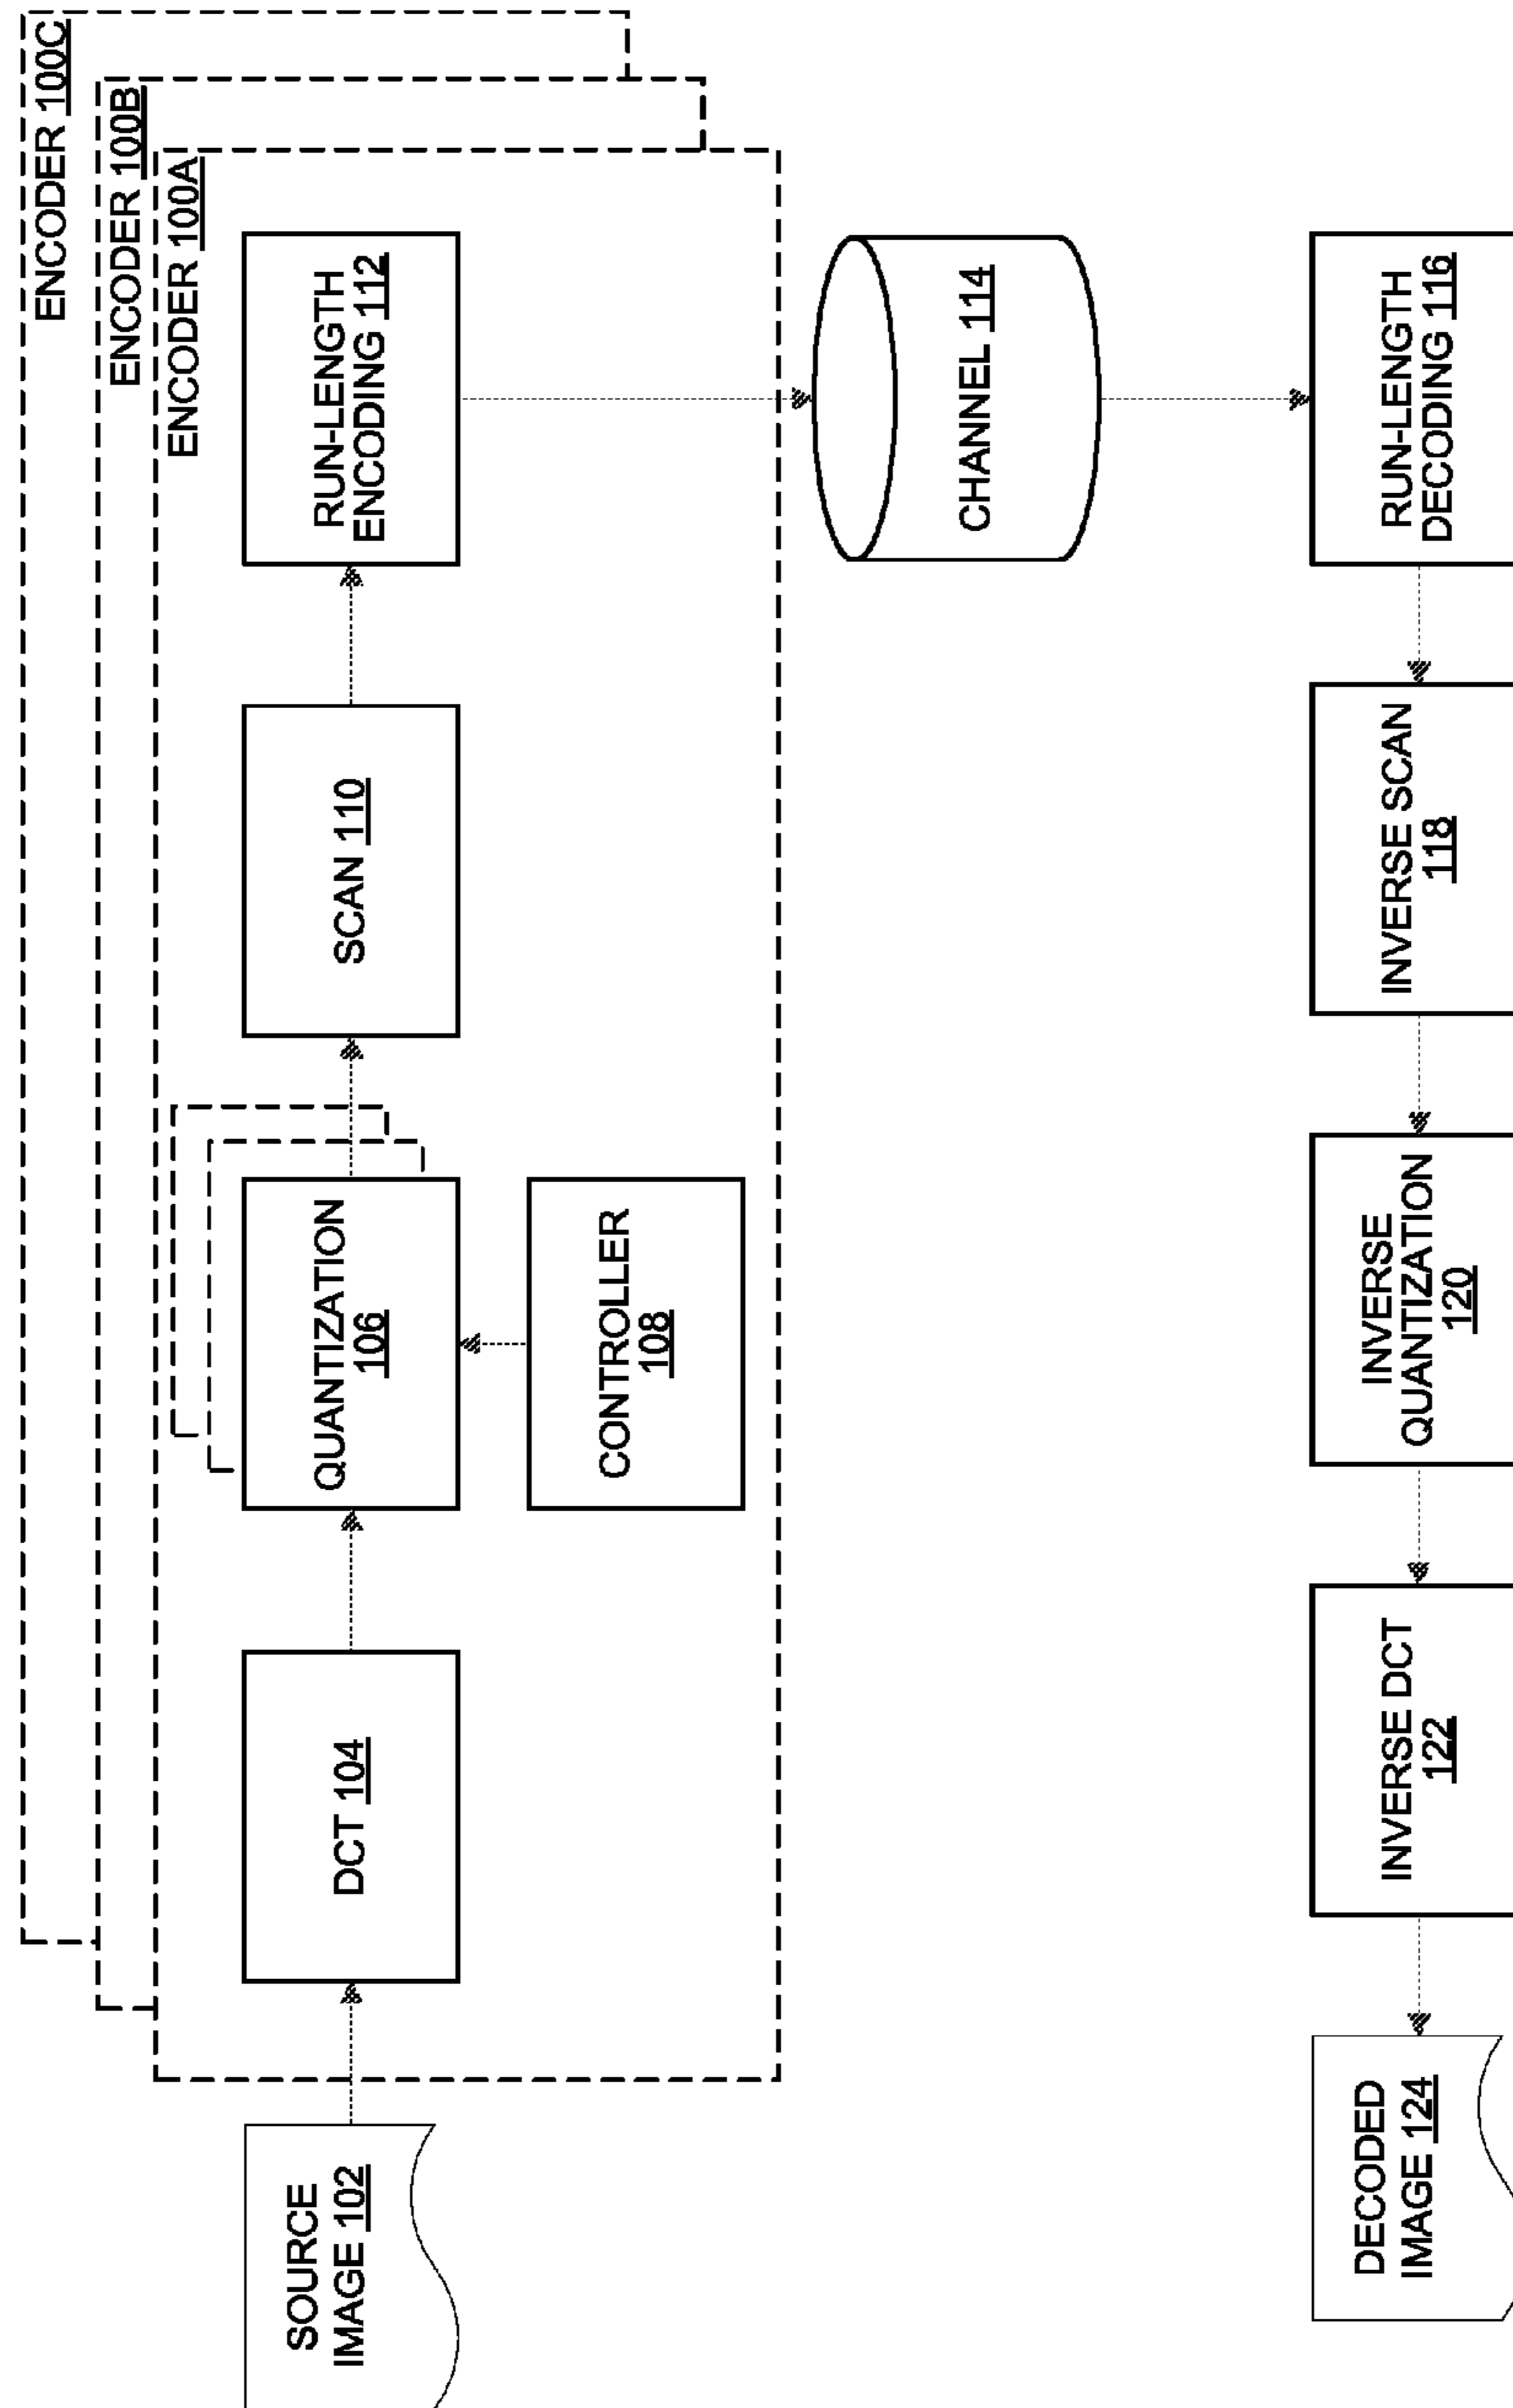 ENCODER 100C
ENCODER 100B
ENCODER 100A
SOURCE
IMAGE 102
DCT 104
QUANTIZATION
106
SCAN 110
RUN-LENGTH
ENCODING 112
CONTROLLER
108
CHANNEL 114
DECODED
IMAGE 124
INVERSE DCT
122
INVERSE
QUANTIZATION
120
INVERSE SCAN
118
RUN-LENGTH
DECODING 116